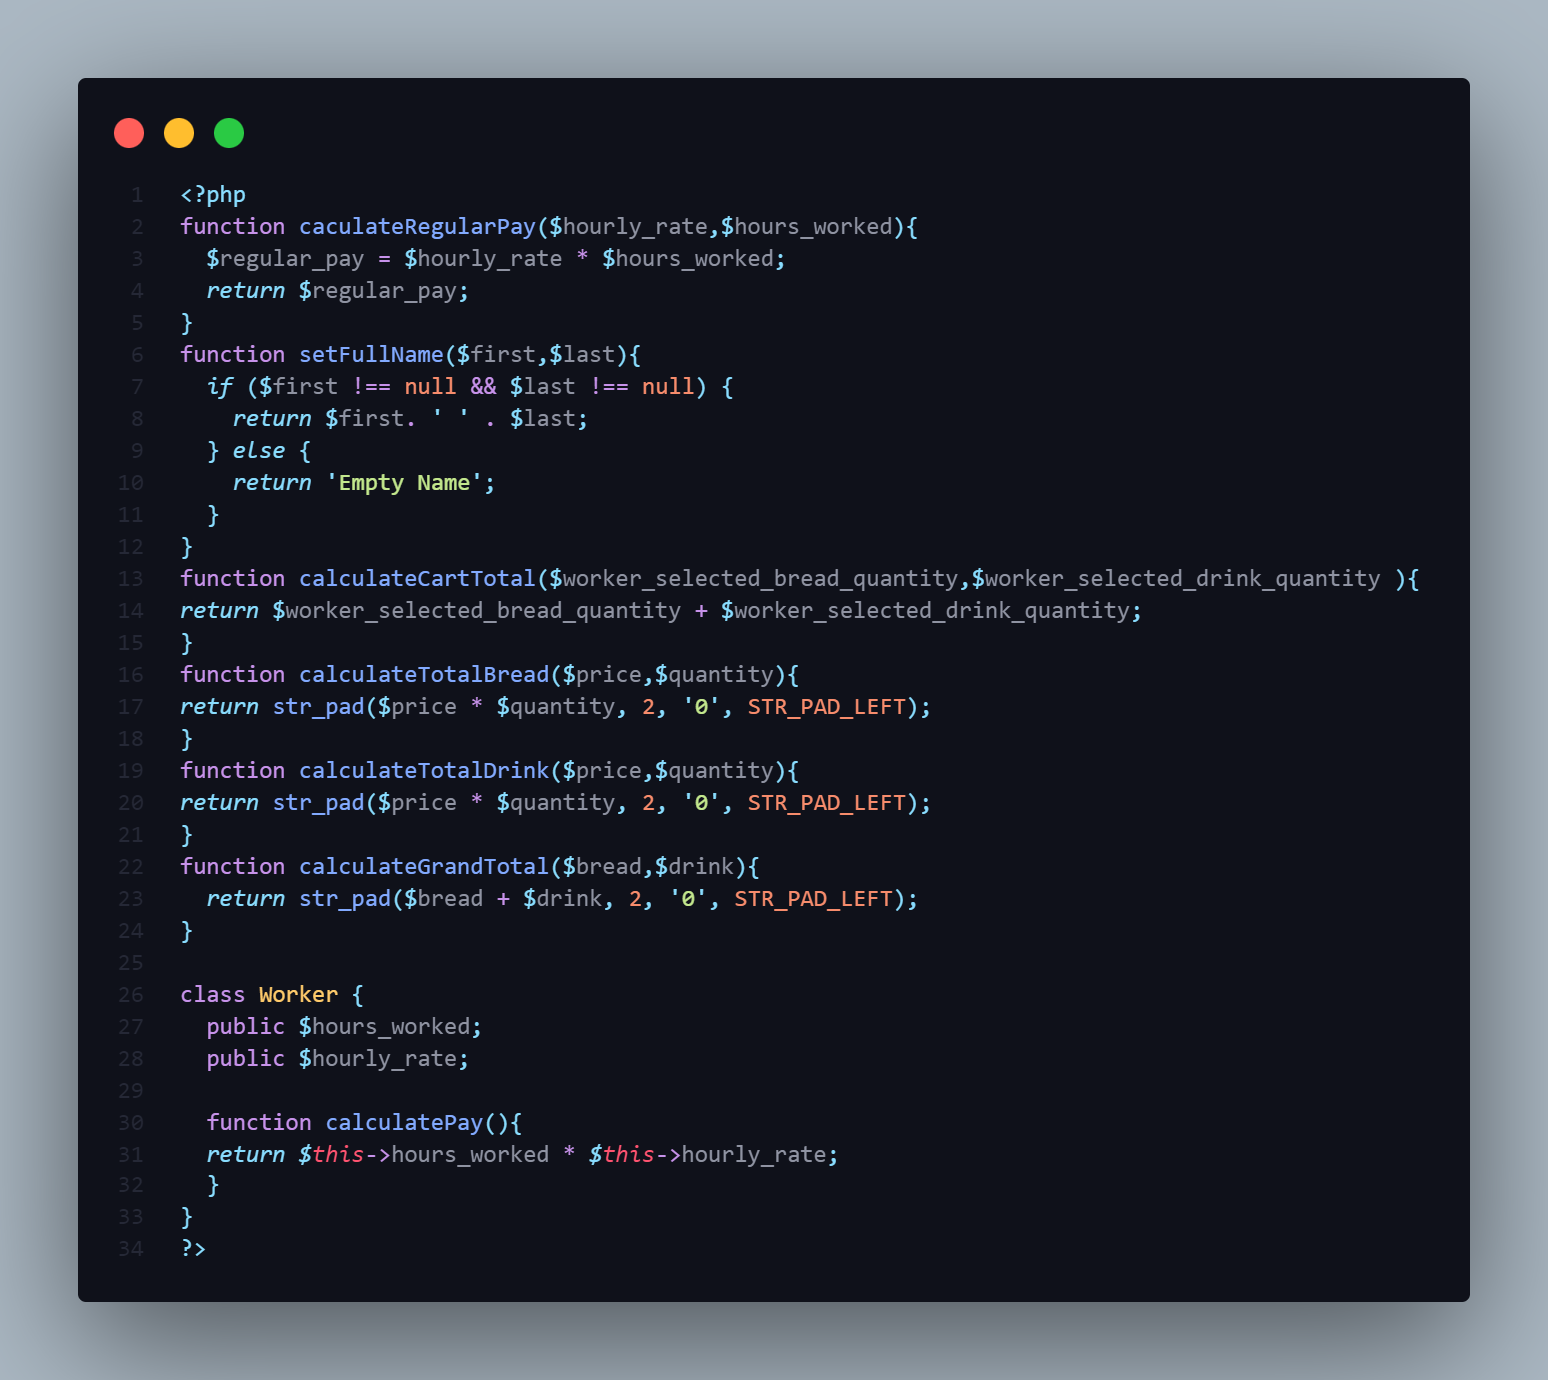 1 <?php
2 function caculateRegularPay($hourly_rate,$hours_worked){
3   $regular_pay = $hourly_rate * $hours_worked;
4   return $regular_pay;
5 }
6 function setFullName($first,$last){
7   if ($first !== null && $last !== null) {
8     return $first. ' ' . $last;
9   } else {
10     return 'Empty Name';
11   }
12 }
13 function calculateCartTotal($worker_selected_bread_quantity,$worker_selected_drink_quantity ){
14 return $worker_selected_bread_quantity + $worker_selected_drink_quantity;
15 }
16 function calculateTotalBread($price,$quantity){
17 return str_pad($price * $quantity, 2, '0', STR_PAD_LEFT);
18 }
19 function calculateTotalDrink($price,$quantity){
20 return str_pad($price * $quantity, 2, '0', STR_PAD_LEFT);
21 }
22 function calculateGrandTotal($bread,$drink){
23   return str_pad($bread + $drink, 2, '0', STR_PAD_LEFT);
24 }
25
26 class Worker {
27   public $hours_worked;
28   public $hourly_rate;
29
30   function calculatePay(){
31   return $this->hours_worked * $this->hourly_rate;
32   }
33 }
34 ?>